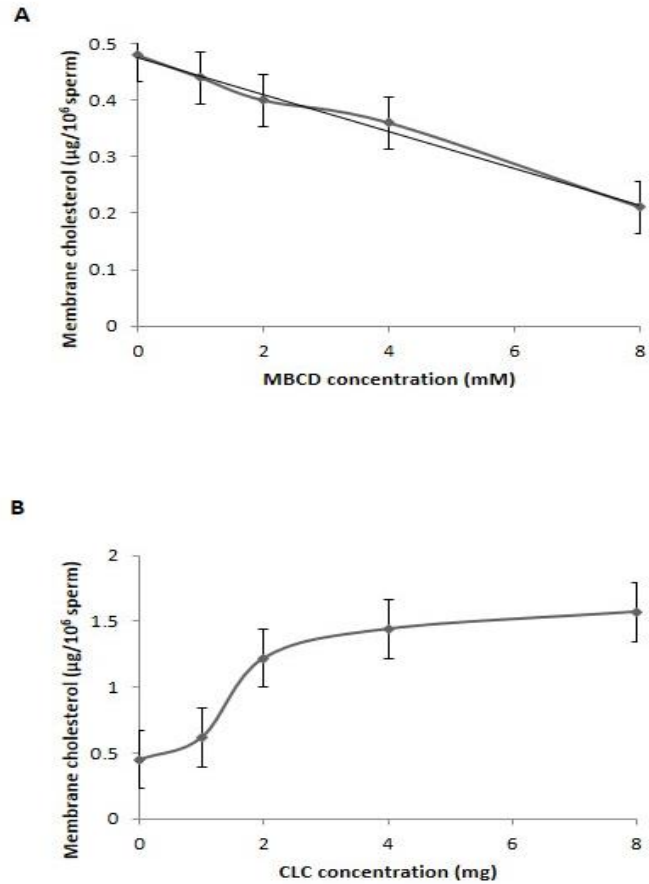 A
Membrane cholesterol (µg/10⁶ sperm)
0.5
0.4
0.3
0.2
0.1
0
0 2 4 6 8
MBCD concentration (mM)
B
Membrane cholesterol (µg/10⁶ sperm)
2
1.5
1
0.5
0
0 2 4 6 8
CLC concentration (mg)